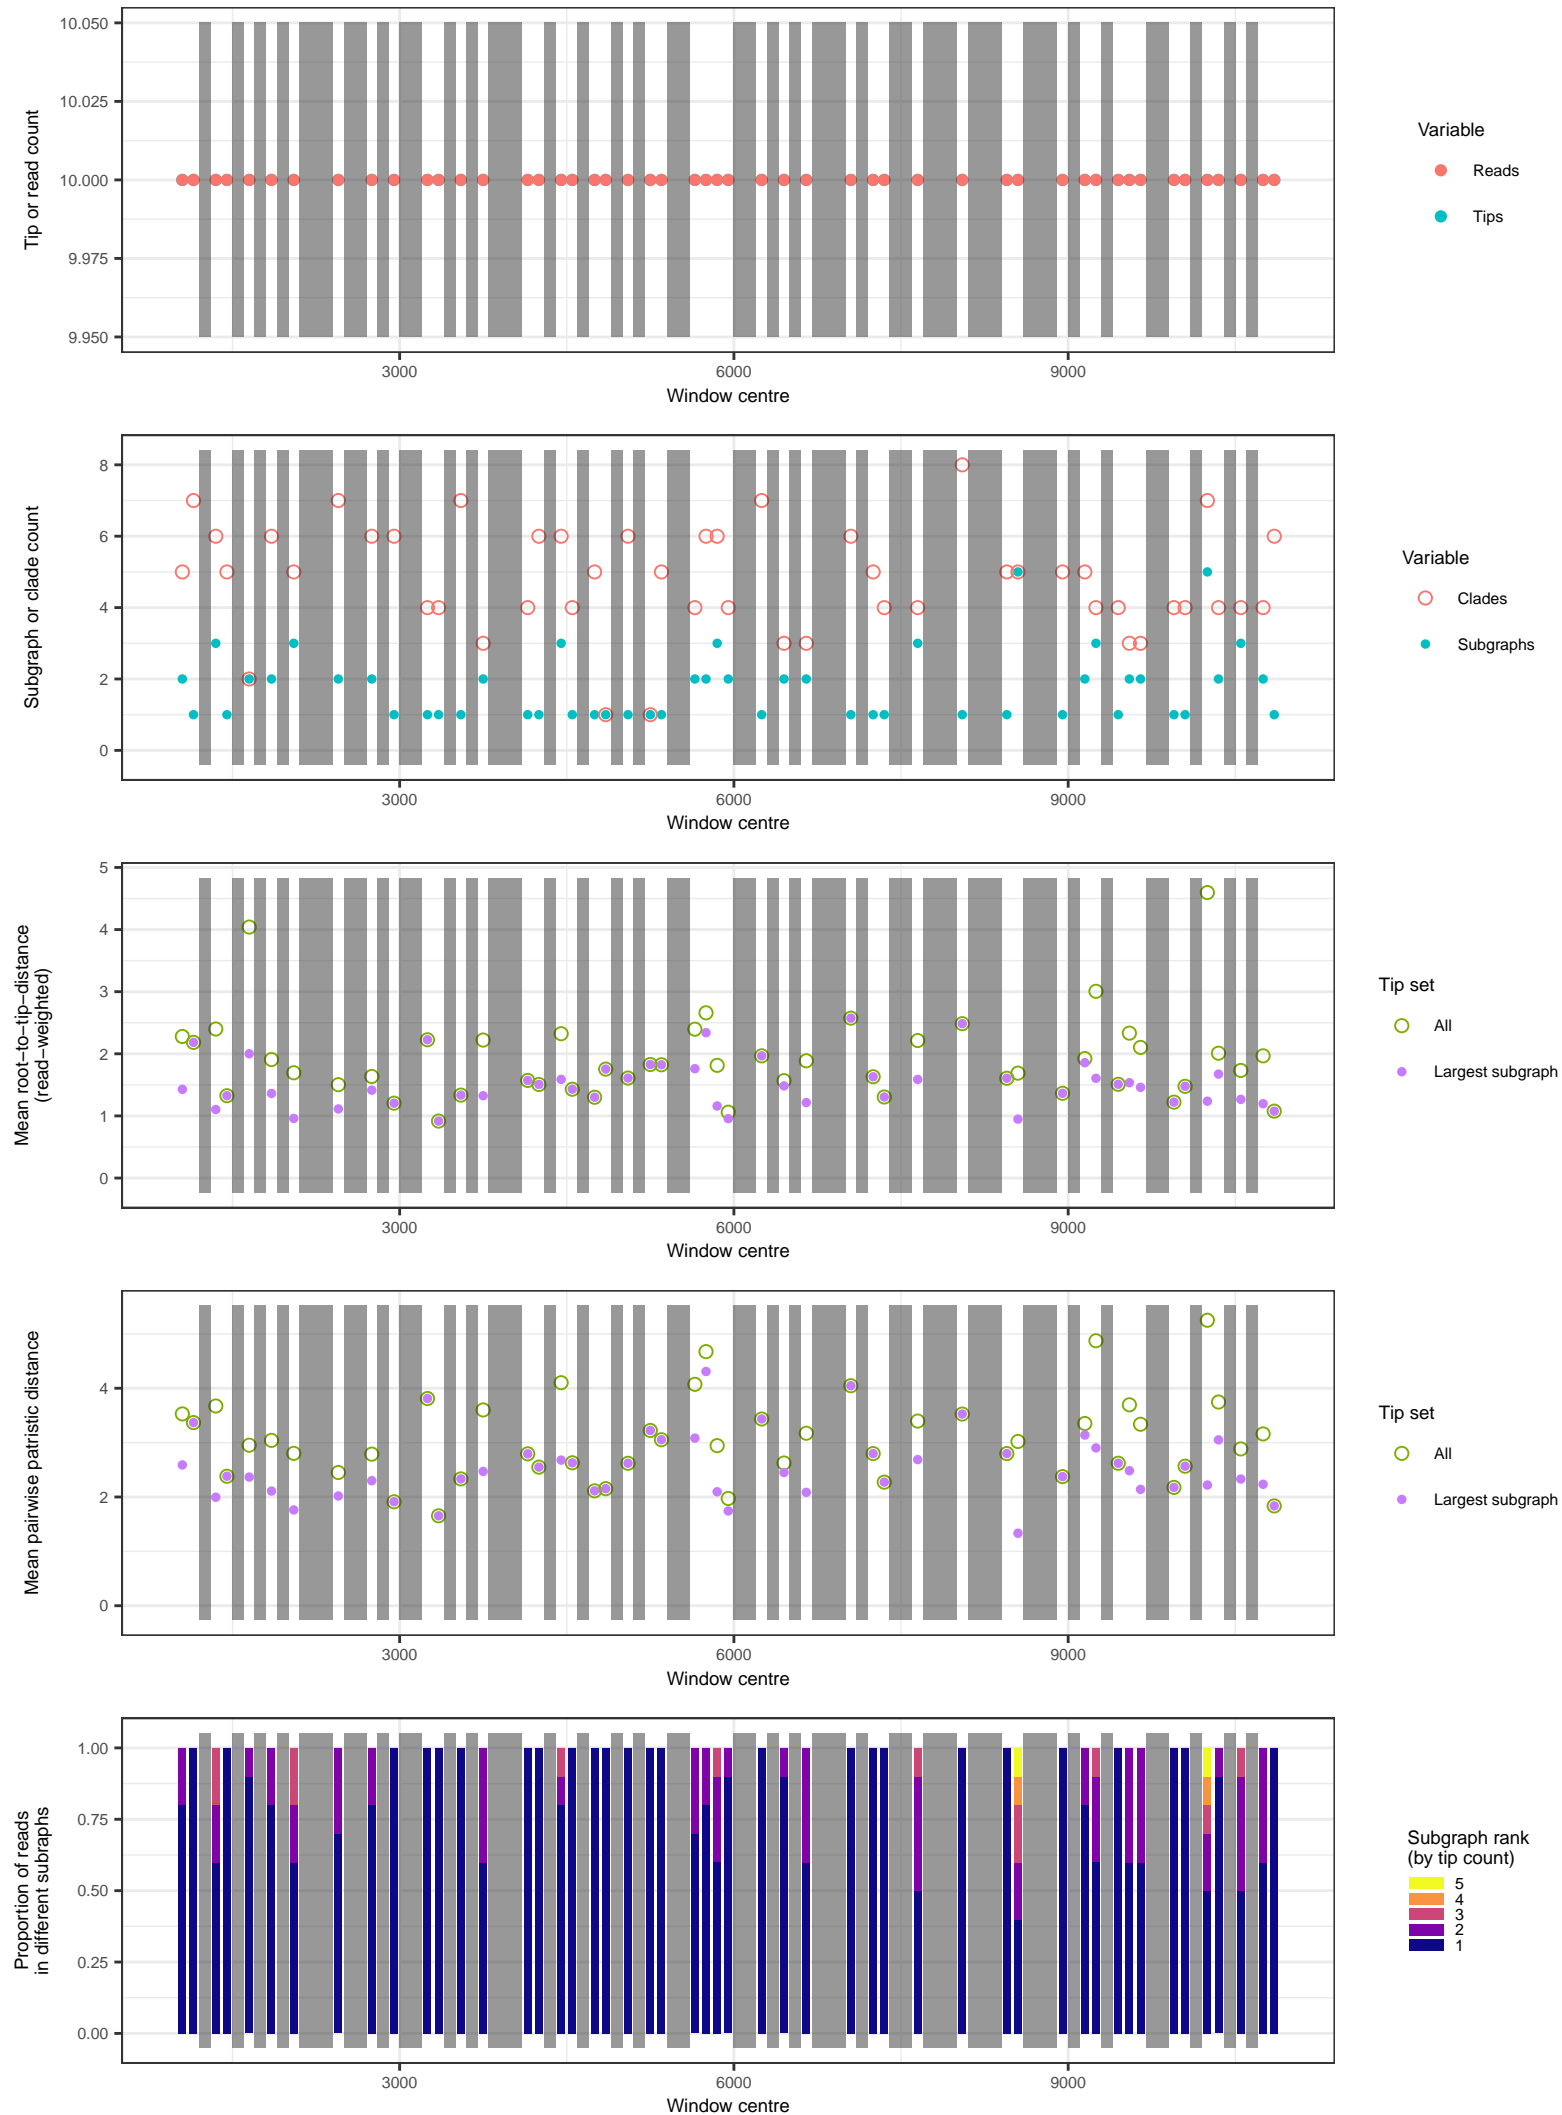 10.050
10.025
10.000
9.975
9.950
Tip or read count
3000
6000
9000
Window centre
Variable
Reads
Tips
8
6
4
2
0
Subgraph or clade count
3000
6000
9000
Window centre
Variable
Clades
Subgraphs
5
4
3
2
1
0
Mean root−to−tip−distance
(read−weighted)
3000
6000
9000
Window centre
Tip set
All
Largest subgraph
4
2
0
Mean pairwise patristic distance
3000
6000
9000
Window centre
Tip set
All
Largest subgraph
1.00
0.75
0.50
0.25
0.00
Proportion of reads
in different subraphs
3000
6000
9000
Window centre
Subgraph rank
(by tip count)
5
4
3
2
1